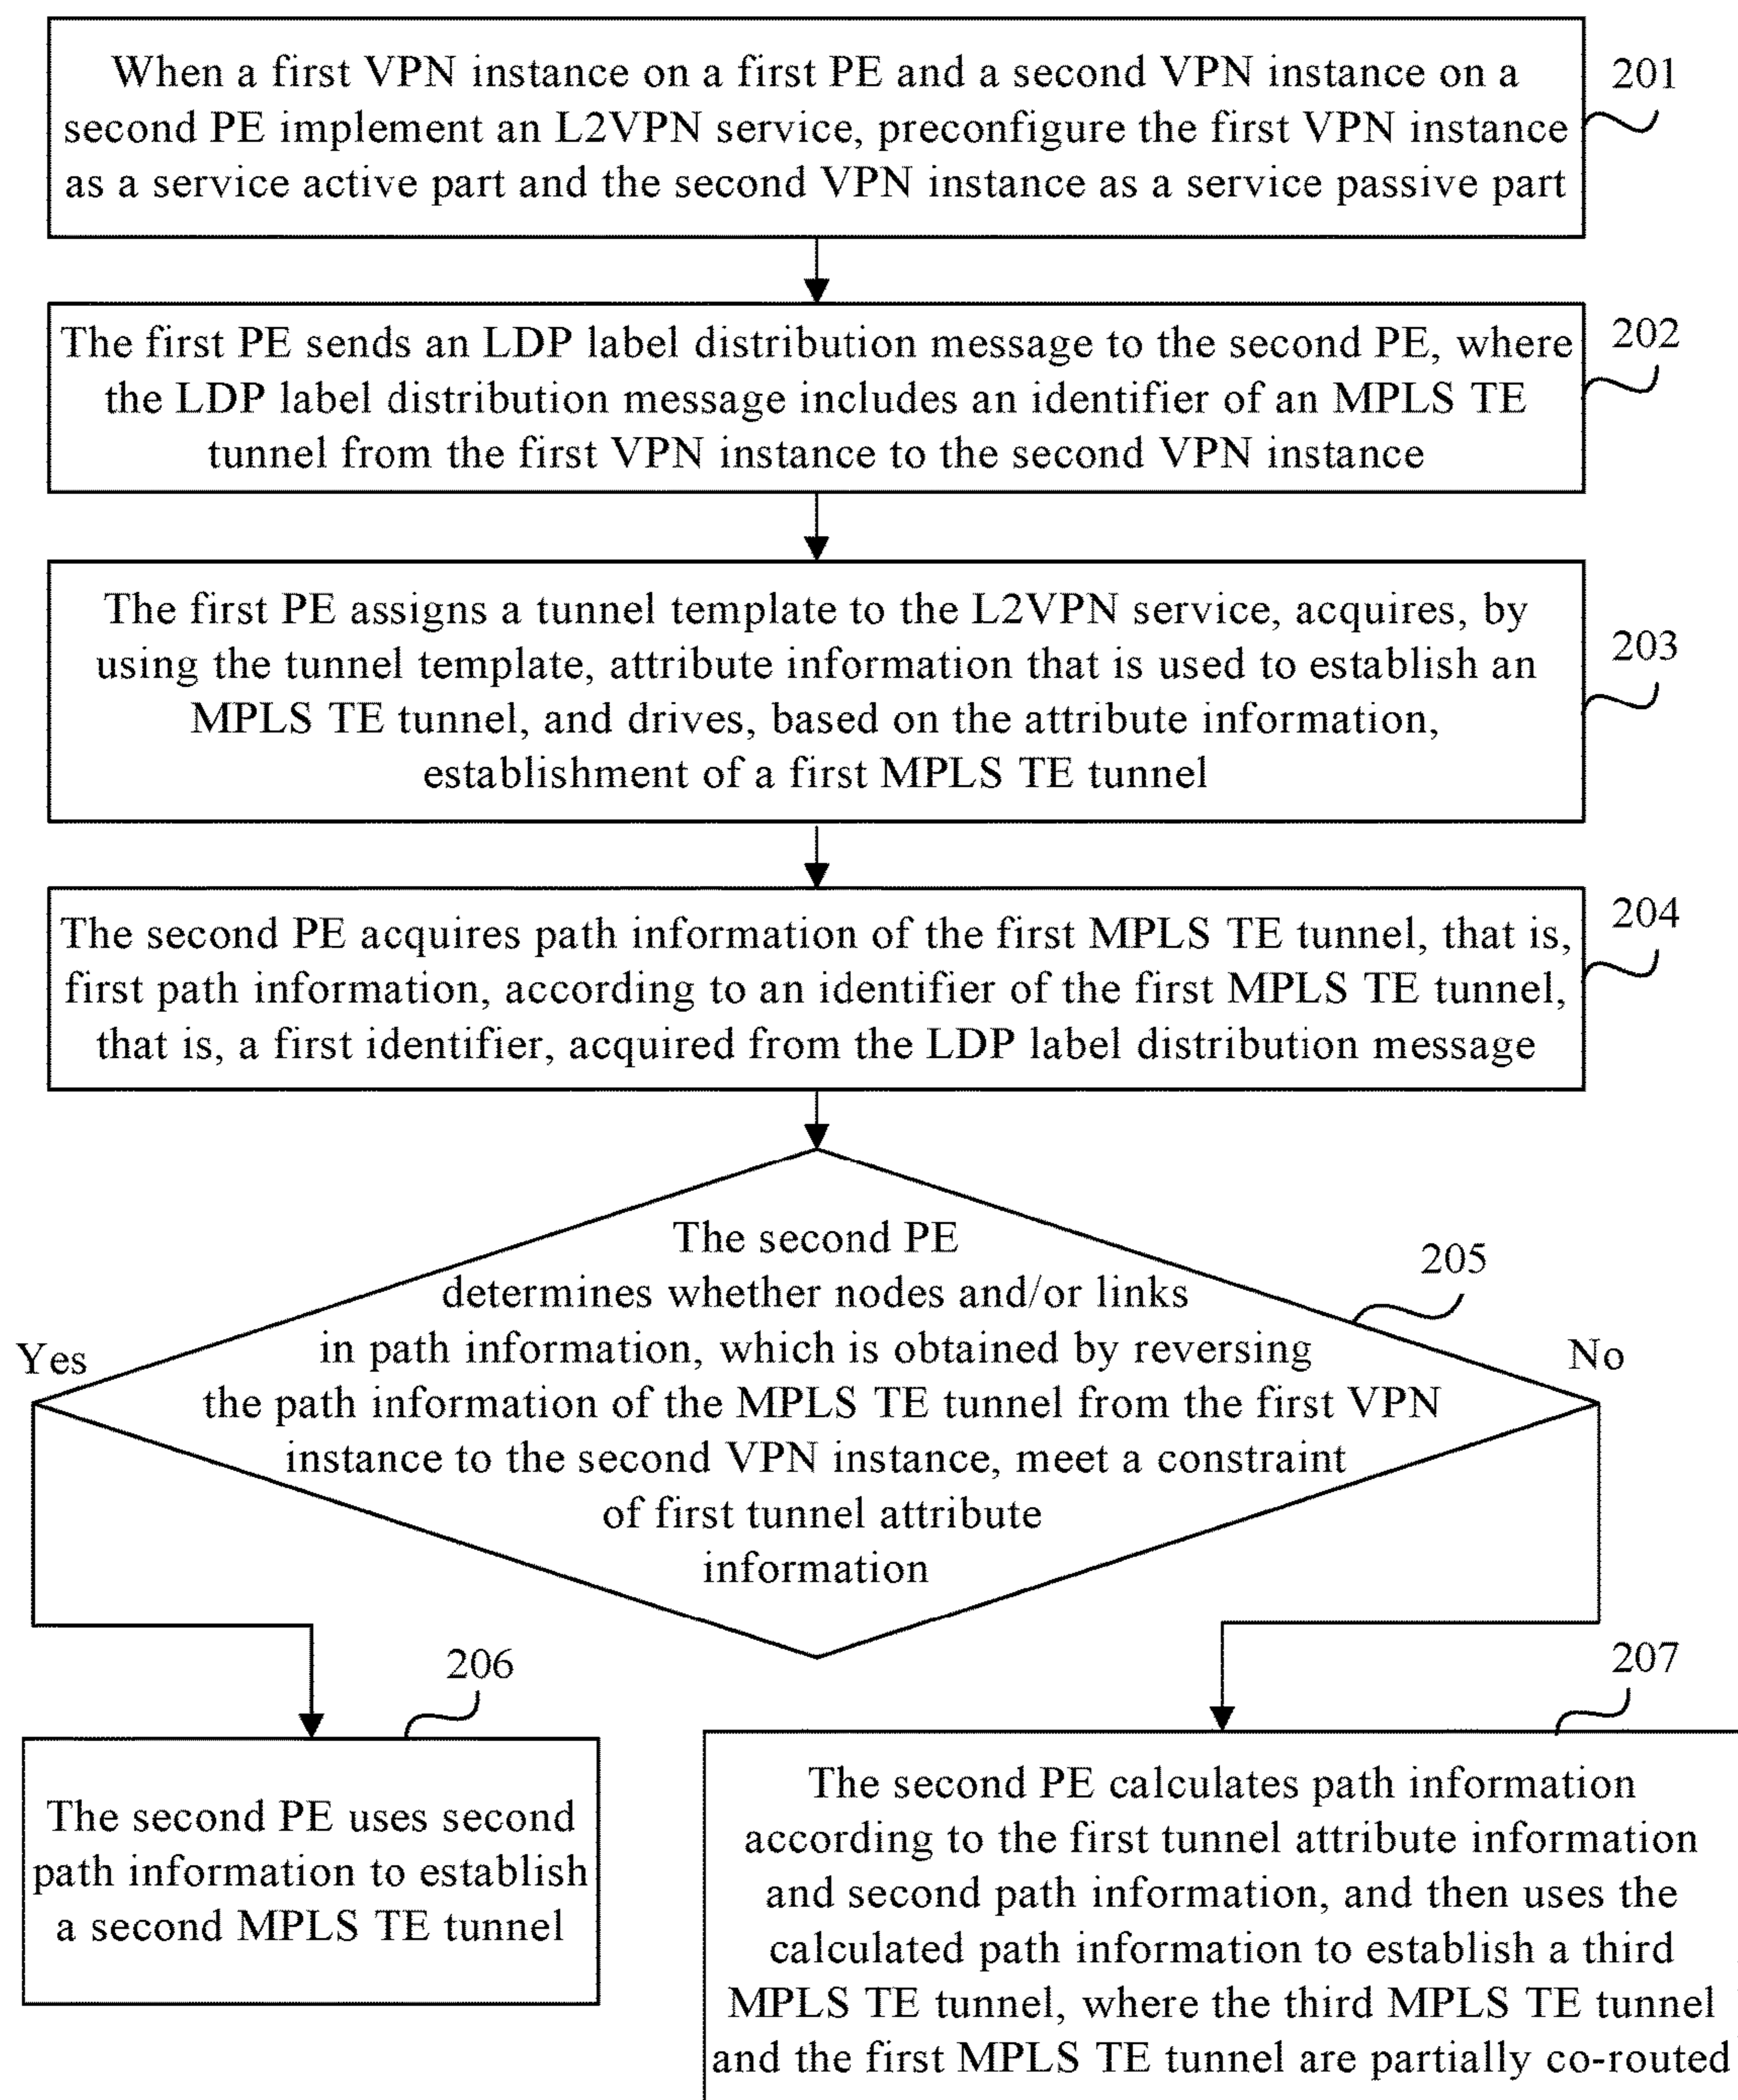 When a first VPN instance on a first PE and a second VPN instance on a
second PE implement an L2VPN service, preconfigure the first VPN instance
as a service active part and the second VPN instance as a service passive part
201
The first PE sends an LDP label distribution message to the second PE, where
the LDP label distribution message includes an identifier of an MPLS TE
tunnel from the first VPN instance to the second VPN instance
202
The first PE assigns a tunnel template to the L2VPN service, acquires, by
using the tunnel template, attribute information that is used to establish an
MPLS TE tunnel, and drives, based on the attribute information,
establishment of a first MPLS TE tunnel
203
The second PE acquires path information of the first MPLS TE tunnel, that is,
first path information, according to an identifier of the first MPLS TE tunnel,
that is, a first identifier, acquired from the LDP label distribution message
204
The second PE
determines whether nodes and/or links
in path information, which is obtained by reversing
the path information of the MPLS TE tunnel from the first VPN
instance to the second VPN instance, meet a constraint
of first tunnel attribute
information
205
Yes
No
206
The second PE uses second
path information to establish
a second MPLS TE tunnel
207
The second PE calculates path information
according to the first tunnel attribute information
and second path information, and then uses the
calculated path information to establish a third
MPLS TE tunnel, where the third MPLS TE tunnel
and the first MPLS TE tunnel are partially co-routed